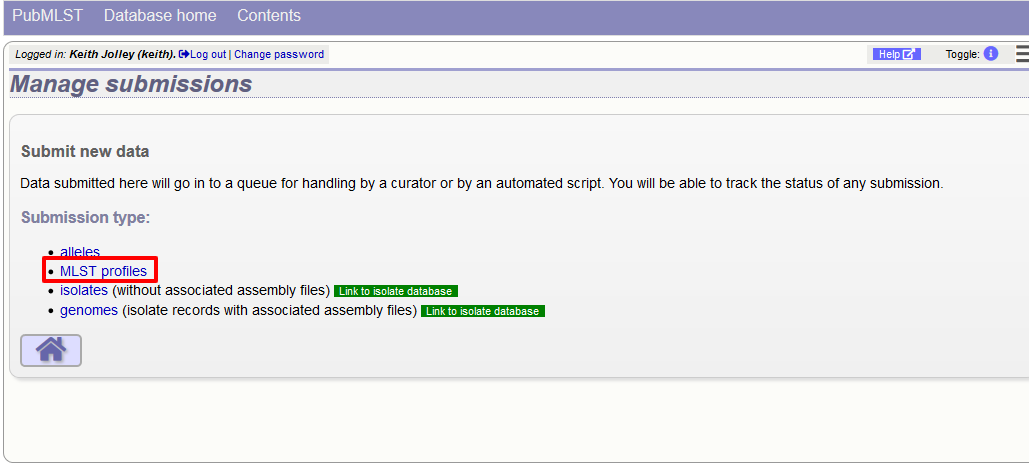 PubMLST Database home Contents
Logged in: Keith Jolley (keith). Log out | Change password Help Toggle: i
Manage submissions
Submit new data
Data submitted here will go in to a queue for handling by a curator or by an automated script. You will be able to track the status of any submission.
Submission type:
• alleles
• MLST profiles
• isolates (without associated assembly files) Link to isolate database
• genomes (isolate records with associated assembly files) Link to isolate database